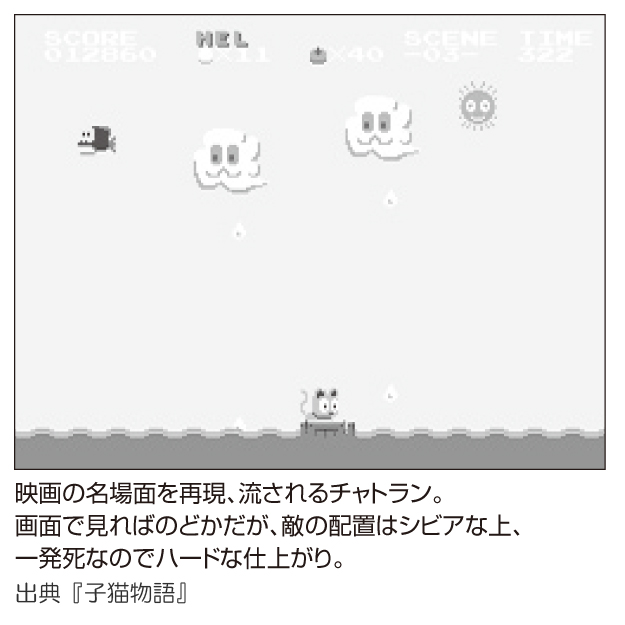 SCORE HEL SCENE TIME
012860 ×11 ×40 -03- 322
映画の名場面を再現、流されるチャトラン。
画面で見ればのどかだが、敵の配置はシビアな上、
一発死なのでハードな仕上がり。
出典『子猫物語』